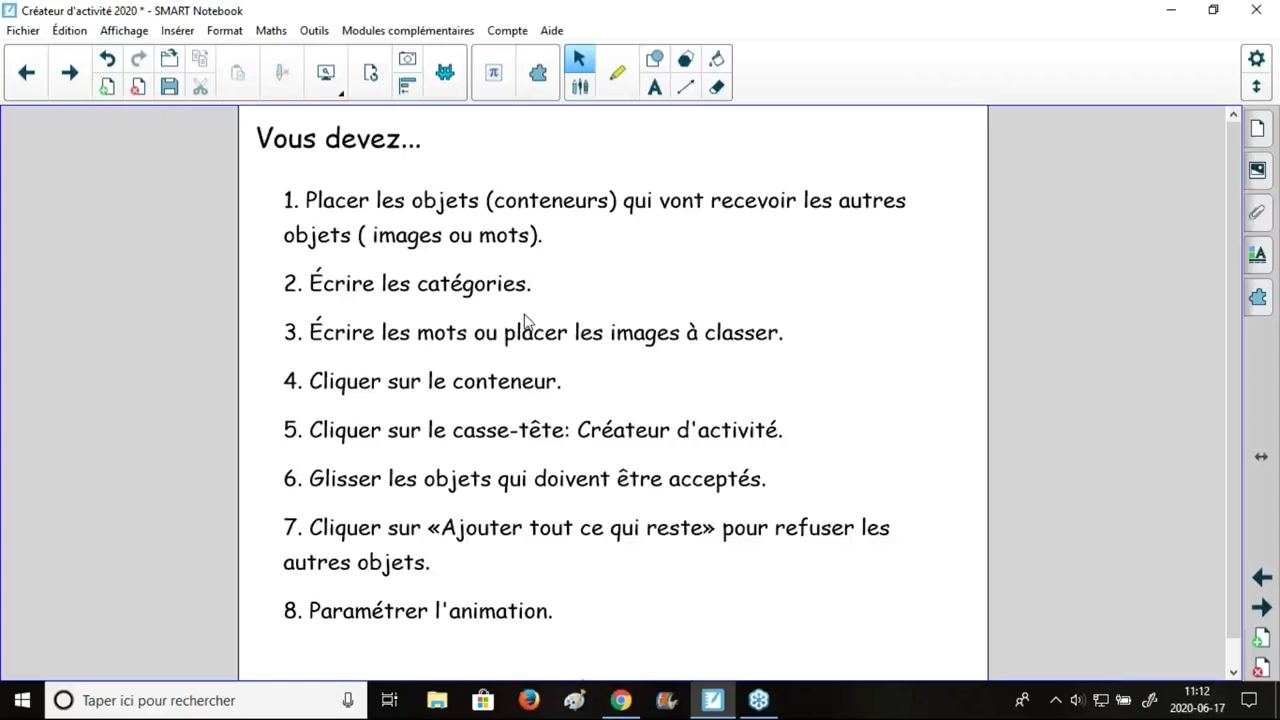 Créateur d'activité 2020 * - SMART Notebook
Fichier Édition Affichage Insérer Format Maths Outils Modules complémentaires Compte Aide
Vous devez...
1. Placer les objets (conteneurs) qui vont recevoir les autres
objets ( images ou mots).
2. Écrire les catégories.
3. Écrire les mots ou placer les images à classer.
4. Cliquer sur le conteneur.
5. Cliquer sur le casse-tête: Créateur d'activité.
6. Glisser les objets qui doivent être acceptés.
7. Cliquer sur «Ajouter tout ce qui reste» pour refuser les
autres objets.
8. Paramétrer l'animation.
Taper ici pour rechercher
11:12
2020-06-17